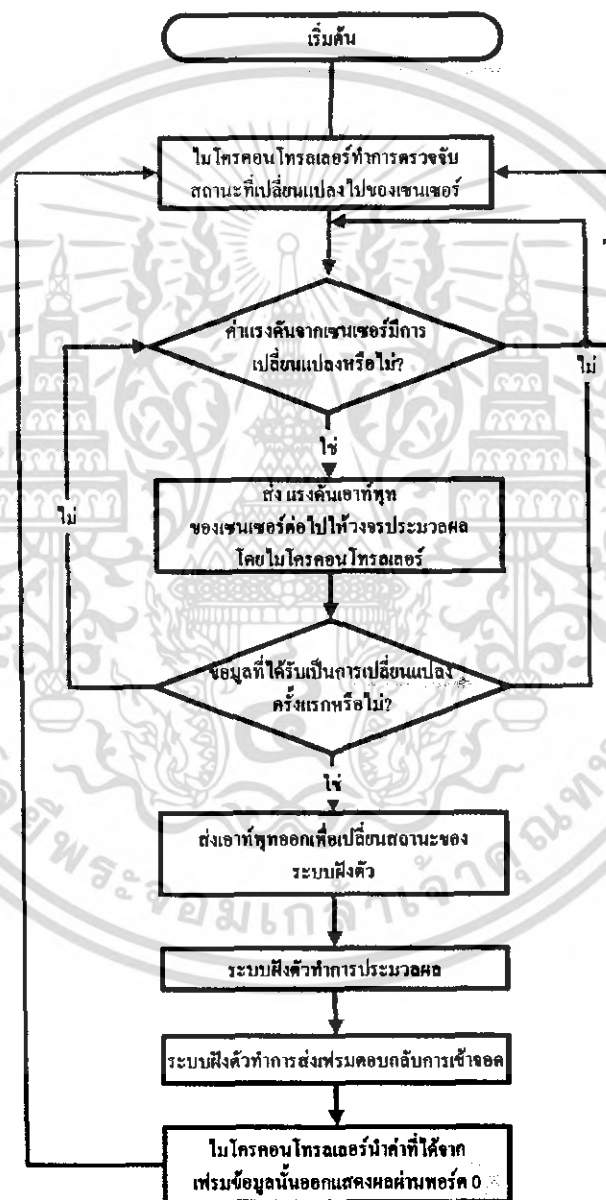 เริ่มต้น
ไมโครคอนโทรลเลอร์ทำการตรวจจับ
สถานะที่เปลี่ยนแปลงไปของเซนเซอร์
ค่าแรงดันจากเซนเซอร์มีการ
เปลี่ยนแปลงหรือไม่?
ไม่
ใช่
ส่ง แรงดันเอาท์พุท
ของเซนเซอร์ต่อไปให้วงจรประมวลผล
โดยไมโครคอนโทรลเลอร์
ไม่
ข้อมูลที่ได้รับเป็นการเปลี่ยนแปลง
ครั้งแรกหรือไม่?
ใช่
ส่งเอาท์พุทออกเพื่อเปลี่ยนสถานะของ
ระบบฝังตัว
ระบบฝังตัวทำการประมวลผล
ระบบฝังตัวทำการส่งเฟรมตอบกลับการเข้าจอด
ไมโครคอนโทรลเลอร์นำค่าที่ได้จาก
เฟรมข้อมูลนั้นออกแสดงผลผ่านพอร์ต 0
พระจอมเกล้าเจ้าคุณทห